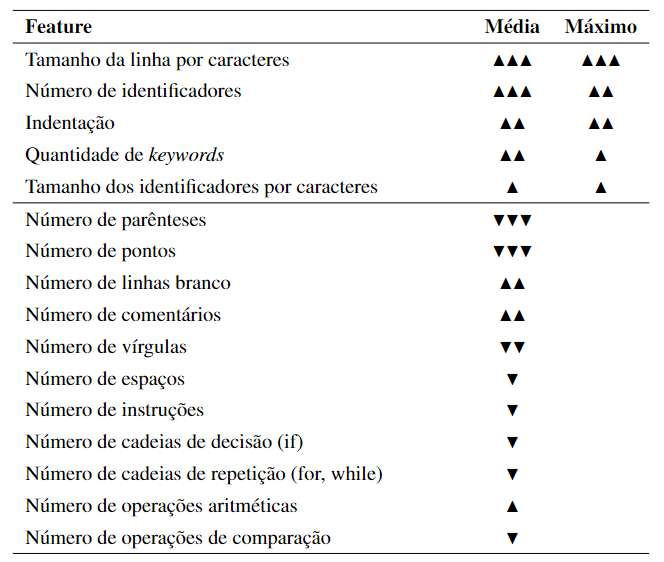 Feature Média Máximo
Tamanho da linha por caracteres ▲▲▲ ▲▲▲
Número de identificadores ▲▲▲ ▲▲
Indentação ▲▲ ▲▲
Quantidade de keywords ▲▲ ▲
Tamanho dos identificadores por caracteres ▲ ▲
Número de parênteses ▼▼▼
Número de pontos ▼▼▼
Número de linhas branco ▲▲
Número de comentários ▲▲
Número de vírgulas ▼▼
Número de espaços ▼
Número de instruções ▼
Número de cadeias de decisão (if) ▼
Número de cadeias de repetição (for, while) ▼
Número de operações aritméticas ▲
Número de operações de comparação ▼